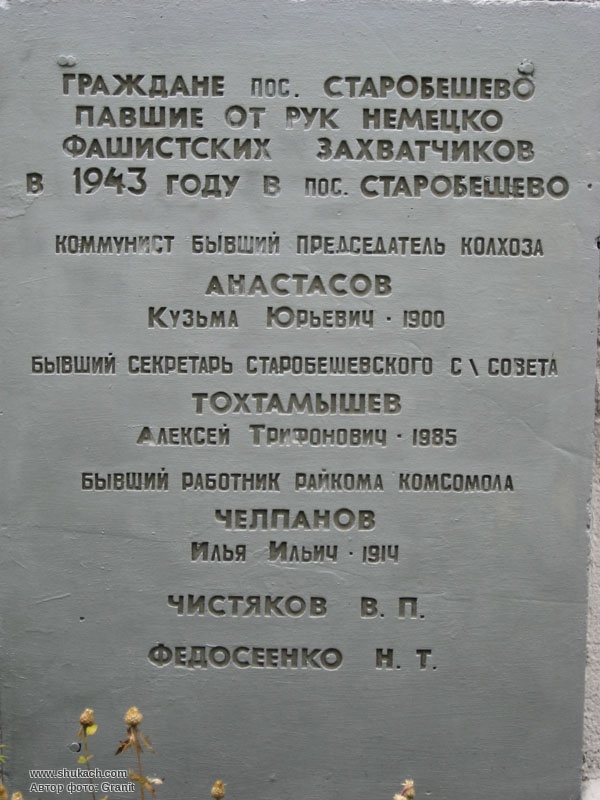 ГРАЖДАНЕ ПОС. СТАРОБЕШЕВО
ПАВШИЕ ОТ РУК НЕМЕЦКО
ФАШИСТСКИХ ЗАХВАТЧИКОВ
В 1943 ГОДУ В ПОС. СТАРОБЕШЕВО
КОММУНИСТ БЫВШИЙ ПРЕДСЕДАТЕЛЬ КОЛХОЗА
АНАСТАСОВ
КУЗЬМА ЮРЬЕВИЧ · 1900
БЫВШИЙ СЕКРЕТАРЬ СТАРОБЕШЕВСКОГО С \ СОВЕТА
ТОХТАМЫШЕВ
АЛЕКСЕЙ ТРИФОНОВИЧ · 1985
БЫВШИЙ РАБОТНИК РАЙКОМА КОМСОМОЛА
ЧЕЛПАНОВ
ИЛЬЯ ИЛЬИЧ · 1914
ЧИСТЯКОВ В. П.
ФЕДОСЕЕНКО Н. Т.
www.shukach.com
Автор фото: Granit